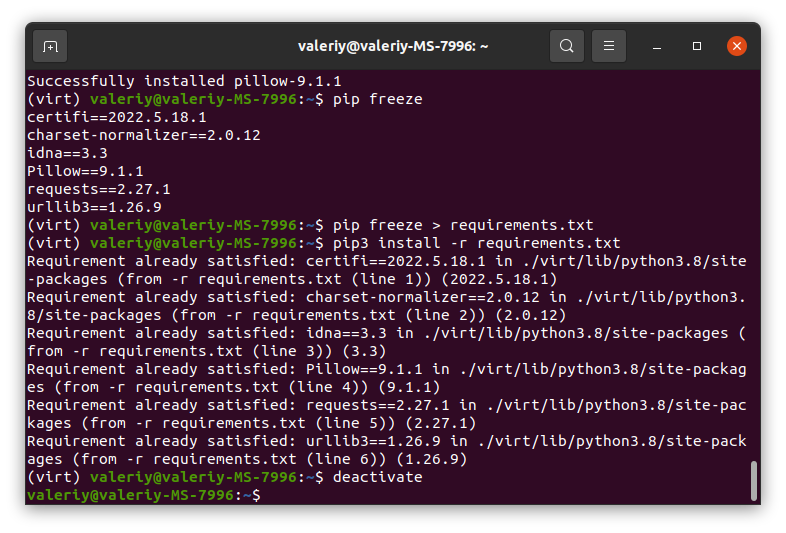 valeriy@valeriy-MS-7996: ~
Successfully installed pillow-9.1.1
(virt) valeriy@valeriy-MS-7996:~$ pip freeze
certifi==2022.5.18.1
charset-normalizer==2.0.12
idna==3.3
Pillow==9.1.1
requests==2.27.1
urllib3==1.26.9
(virt) valeriy@valeriy-MS-7996:~$ pip freeze > requirements.txt
(virt) valeriy@valeriy-MS-7996:~$ pip3 install -r requirements.txt
Requirement already satisfied: certifi==2022.5.18.1 in ./virt/lib/python3.8/site
-packages (from -r requirements.txt (line 1)) (2022.5.18.1)
Requirement already satisfied: charset-normalizer==2.0.12 in ./virt/lib/python3.
8/site-packages (from -r requirements.txt (line 2)) (2.0.12)
Requirement already satisfied: idna==3.3 in ./virt/lib/python3.8/site-packages (
from -r requirements.txt (line 3)) (3.3)
Requirement already satisfied: Pillow==9.1.1 in ./virt/lib/python3.8/site-packag
es (from -r requirements.txt (line 4)) (9.1.1)
Requirement already satisfied: requests==2.27.1 in ./virt/lib/python3.8/site-pac
kages (from -r requirements.txt (line 5)) (2.27.1)
Requirement already satisfied: urllib3==1.26.9 in ./virt/lib/python3.8/site-pack
ages (from -r requirements.txt (line 6)) (1.26.9)
(virt) valeriy@valeriy-MS-7996:~$ deactivate
valeriy@valeriy-MS-7996:~$